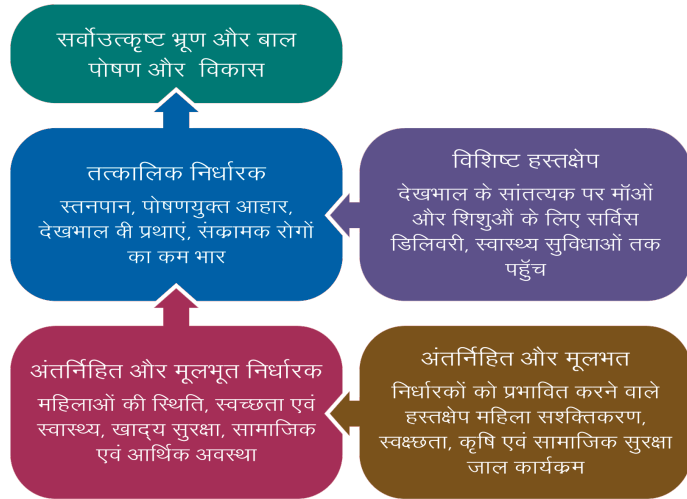 सर्वोउत्कृष्ट भ्रूण और बाल
पोषण और विकास
तत्कालिक निर्धारक
स्तनपान, पोषणयुक्त आहार,
देखभाल वी प्रथाएं, संक्रामक रोगों
का कम भार
विशिष्ट हस्तक्षेप
देखभाल के सांतत्यक पर मॉओं
और शिशुओं के लिए सर्विस
डिलिवरी, स्वास्थ्य सुविधाओं तक
पहुॅच
अंतर्निहित और मूलभूत निर्धारक
महिलाओं की स्थिति, स्वच्छता एवं
स्वास्थ्य, खाद्य सुरक्षा, सामाजिक
एवं आर्थिक अवस्था
अंतर्निहित और मूलभत
निर्धारकों को प्रभावित करने वाले
हस्तक्षेप महिला सश्क्तिकरण,
स्वक्ष्छता, कृषि एवं सामाजिक सुरक्षा
जाल कार्यक्रम